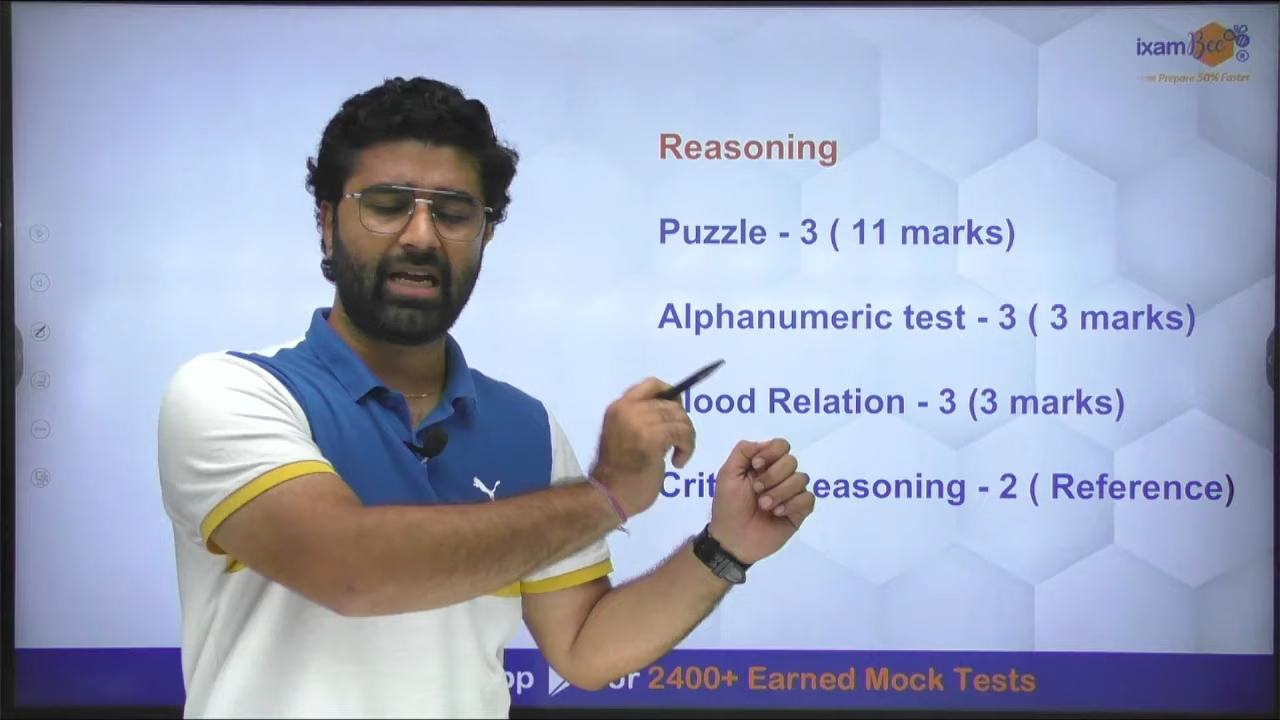 ixamBee
Prepare 50% Faster
Reasoning
Puzzle - 3 ( 11 marks)
Alphanumeric test - 3 ( 3 marks)
lood Relation - 3 (3 marks)
Crit easoning - 2 ( Reference)
2400+ Earned Mock Tests